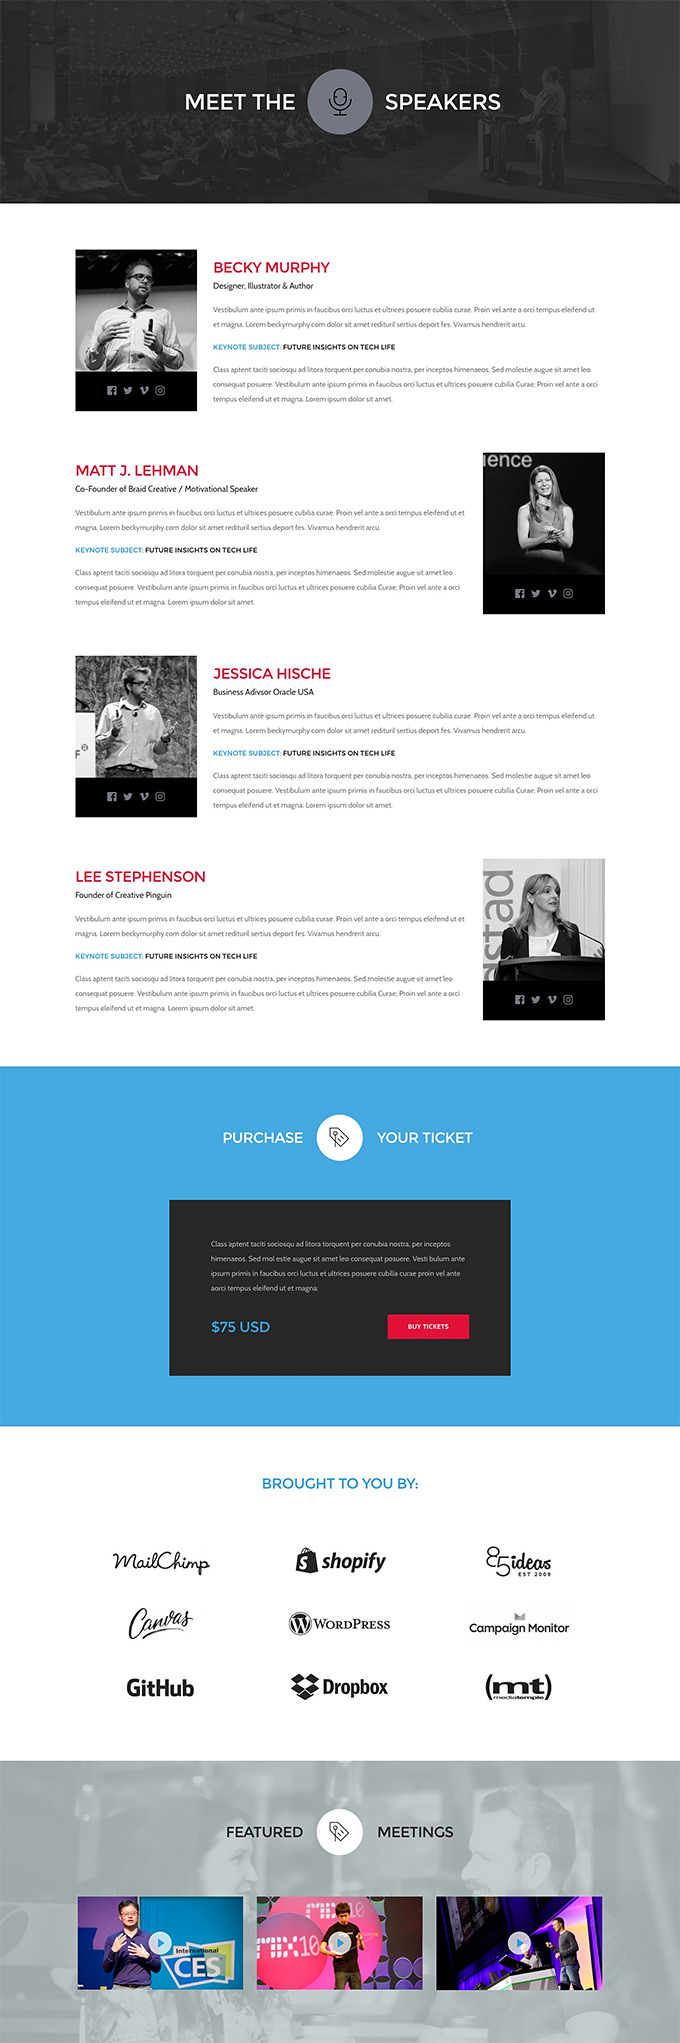 MEET THE SPEAKERS
BECKY MURPHY
Designer, Illustrator & Author
Vestibulum ante ipsum primis in faucibus orci luctus et ultrices posuere cubilia curae. Proin vel ante a orci tempus eleifend ut
et magna. Lorem beckymurphy.com dolor sit amet redituril sertius deport fes. Vivamus hendrerit arcu.
KEYNOTE SUBJECT: FUTURE INSIGHTS ON TECH LIFE
Class aptent taciti sociosqu ad litora torquent per conubia nostra, per inceptos himenaeos. Sed molestie augue sit amet leo
consequat posuere. Vestibulum ante ipsum primis in faucibus orci luctus et ultrices posuere cubilia Curae; Proin vel ante a orci
tempus eleifend ut et magna. Lorem ipsum dolor sit amet.
ience
MATT J. LEHMAN
Co-Founder of Braid Creative / Motivational Speaker
Vestibulum ante ipsum primis in faucibus orci luctus et ultrices posuere cubilia curae. Proin vel ante a orci tempus eleifend ut et
magna. Lorem beckymurphy.com dolor sit amet redituril sertius deport fes. Vivamus hendrerit arcu.
KEYNOTE SUBJECT: FUTURE INSIGHTS ON TECH LIFE
Class aptent taciti sociosqu ad litora torquent per conubia nostra, per inceptos himenaeos. Sed molestie augue sit amet leo
consequat posuere. Vestibulum ante ipsum primis in faucibus orci luctus et ultrices posuere cubilia Curae; Proin vel ante a orci
tempus eleifend ut et magna. Lorem ipsum dolor sit amet.
JESSICA HISCHE
Business Adivsor Oracle USA
Vestibulum ante ipsum primis in faucibus orci luctus et ultrices posuere cubilia curae. Proin vel ante a orci tempus eleifend ut
et magna. Lorem beckymurphy.com dolor sit amet redituril sertius deport fes. Vivamus hendrerit arcu.
KEYNOTE SUBJECT: FUTURE INSIGHTS ON TECH LIFE
Class aptent taciti sociosqu ad litora torquent per conubia nostra, per inceptos himenaeos. Sed molestie augue sit amet leo
consequat posuere. Vestibulum ante ipsum primis in faucibus orci luctus et ultrices posuere cubilia Curae; Proin vel ante a orci
tempus eleifend ut et magna. Lorem ipsum dolor sit amet.
LEE STEPHENSON
Founder of Creative Pinguin
Vestibulum ante ipsum primis in faucibus orci luctus et ultrices posuere cubilia curae. Proin vel ante a orci tempus eleifend ut et
magna. Lorem beckymurphy.com dolor sit amet redituril sertius deport fes. Vivamus hendrerit arcu.
KEYNOTE SUBJECT: FUTURE INSIGHTS ON TECH LIFE
Class aptent taciti sociosqu ad litora torquent per conubia nostra, per inceptos himenaeos. Sed molestie augue sit amet leo
consequat posuere. Vestibulum ante ipsum primis in faucibus orci luctus et ultrices posuere cubilia Curae; Proin vel ante a orci
tempus eleifend ut et magna. Lorem ipsum dolor sit amet.
stad
PURCHASE YOUR TICKET
Class aptent taciti sociosqu ad litora torquent per conubia nostra, per inceptos
himenaeos. Sed mol estie augue sit amet leo consequat posuere. Vesti bulum ante
ipsum primis in faucibus orci luctus et ultrices posuere cubilia curae proin vel ante
aorci tempus eleifend ut et magna.
$75 USD
BUY TICKETS
BROUGHT TO YOU BY:
MailChimp
shopify
85ideas
EST 2009
Canvas
WORDPRESS
Campaign Monitor
GitHub
Dropbox
(mt)
mediatemple
FEATURED MEETINGS
International
CES
MIX10